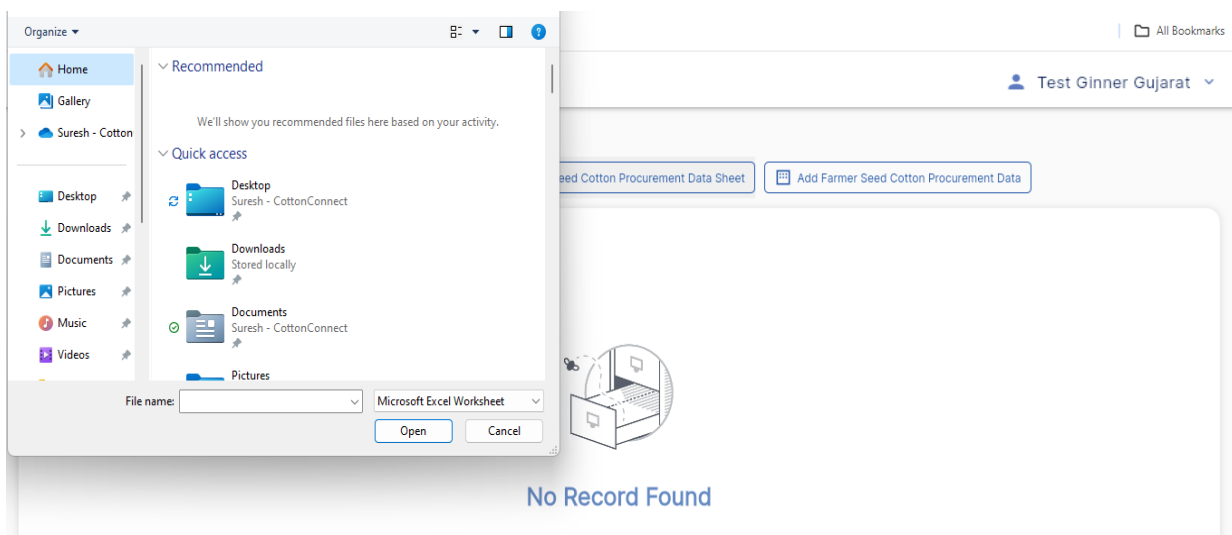 Organize
All Bookmarks
Home
Gallery
Suresh - Cotton
Desktop
Downloads
Documents
Pictures
Music
Videos
Recommended
We'll show you recommended files here based on your activity.
Quick access
Desktop
Suresh - CottonConnect
Downloads
Stored locally
Documents
Suresh - CottonConnect
Pictures
File name:
Microsoft Excel Worksheet
Open
Cancel
Test Ginner Gujarat
eed Cotton Procurement Data Sheet
Add Farmer Seed Cotton Procurement Data
No Record Found